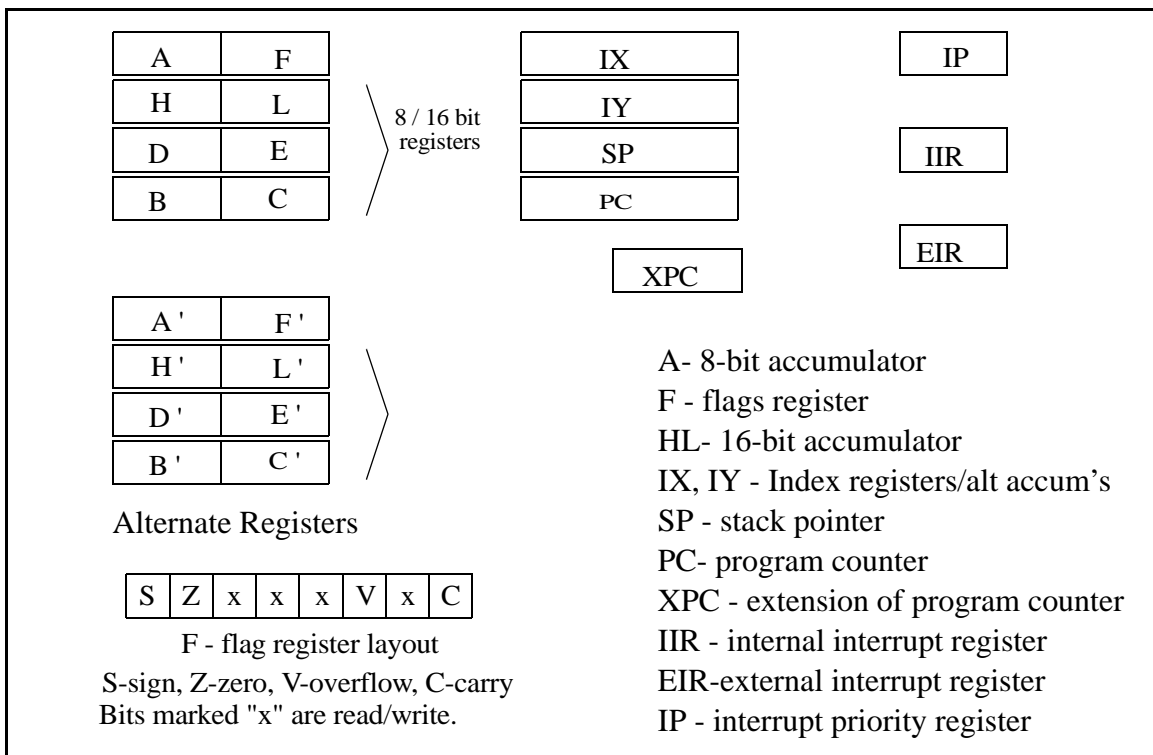 A F
H L
D E
B C
8 / 16 bit
registers
IX
IY
SP
PC
XPC
IP
IIR
EIR
A ' F '
H ' L '
D ' E '
B ' C '
Alternate Registers
S Z x x x V x C
F - flag register layout
S-sign, Z-zero, V-overflow, C-carry
Bits marked "x" are read/write.
A- 8-bit accumulator
F - flags register
HL- 16-bit accumulator
IX, IY - Index registers/alt accum's
SP - stack pointer
PC- program counter
XPC - extension of program counter
IIR - internal interrupt register
EIR-external interrupt register
IP - interrupt priority register